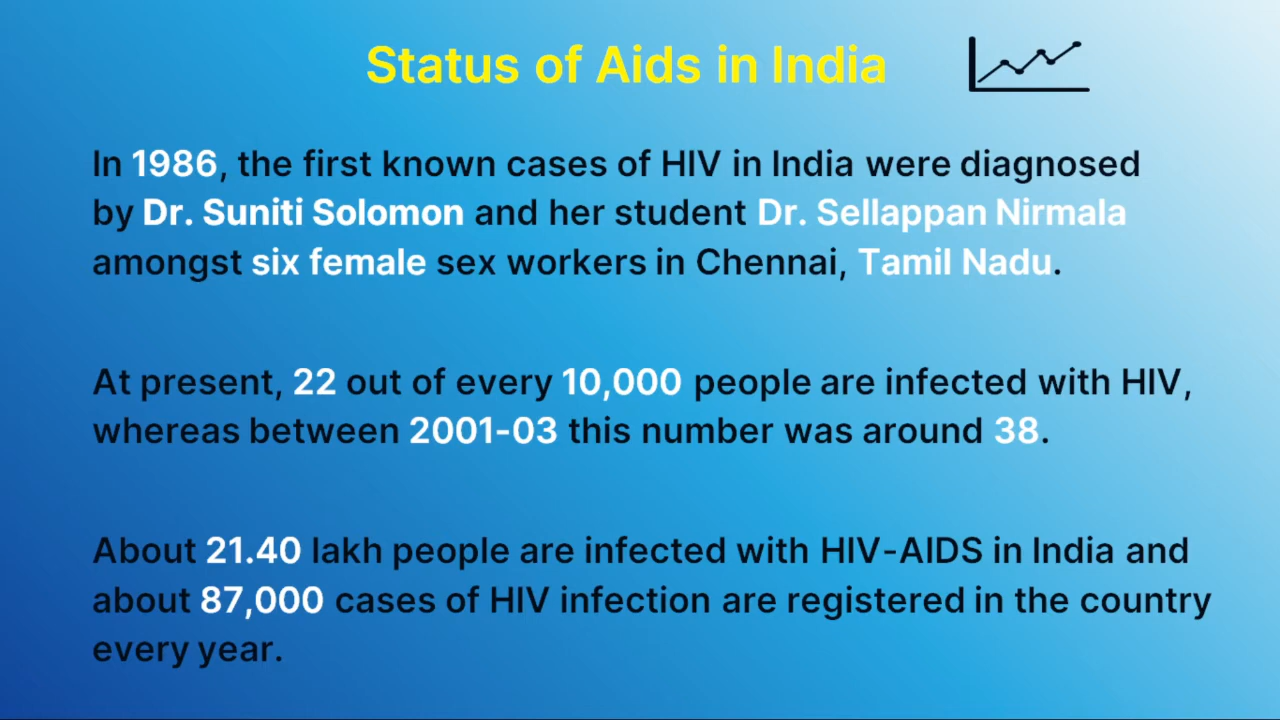 Status of Aids in India
In 1986, the first known cases of HIV in India were diagnosed
by Dr. Suniti Solomon and her student Dr. Sellappan Nirmala
amongst six female sex workers in Chennai, Tamil Nadu.
At present, 22 out of every 10,000 people are infected with HIV,
whereas between 2001-03 this number was around 38.
About 21.40 lakh people are infected with HIV-AIDS in India and
about 87,000 cases of HIV infection are registered in the country
every year.